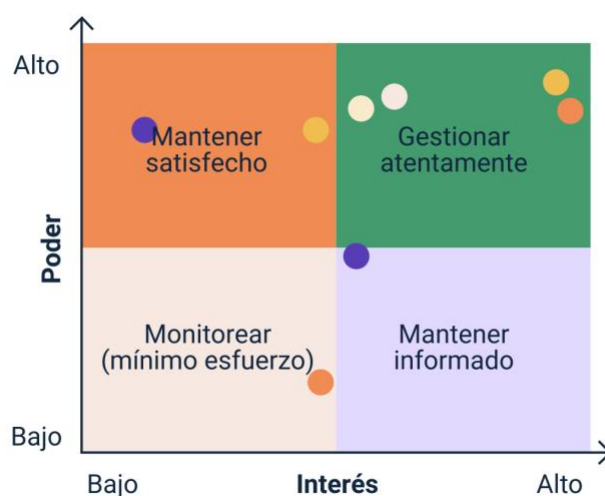 Alto
Mantener
satisfecho
Gestionar
atentamente
Poder
Monitorear
(mínimo esfuerzo)
Mantener
informado
Bajo
Bajo
Interés
Alto